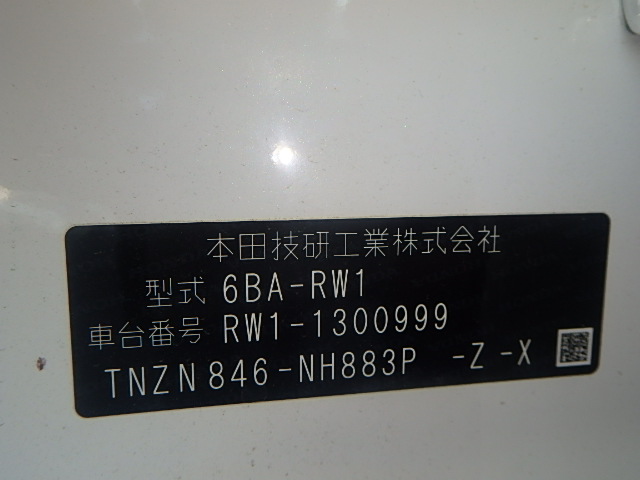 本田技研工業株式会社
型式 6BA-RW1
車台番号 RW1-1300999
TNZN846-NH883P -Z-X